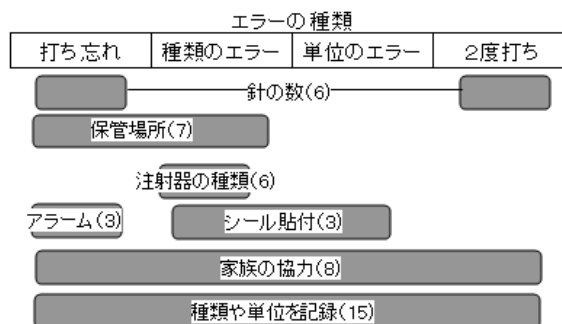 エラーの種類
打ち忘れ 種類のエラー 単位のエラー 2度打ち
針の数(6)
保管場所(7)
注射器の種類(6)
アラーム(3) シール貼付(3)
家族の協力(8)
種類や単位を記録(15)